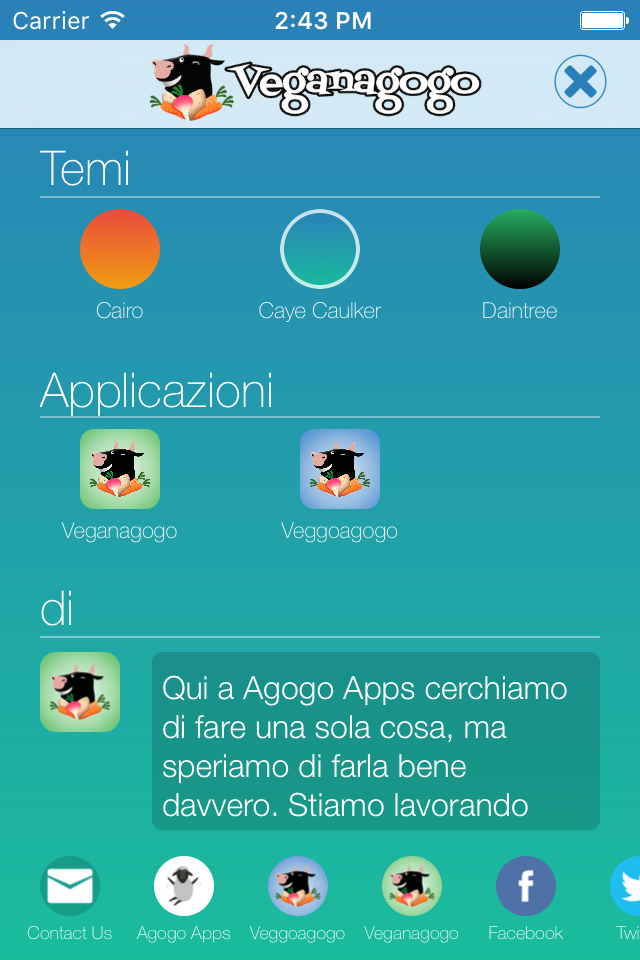 Carrier 2:43 PM
Veganagogo
Temi
Cairo Caye Caulker Daintree
Applicazioni
Veganagogo Veggoagogo
di
Qui a Agogo Apps cerchiamo
di fare una sola cosa, ma
speriamo di farla bene
davvero. Stiamo lavorando
Contact Us Agogo Apps Veggoagogo Veganagogo Facebook Twi